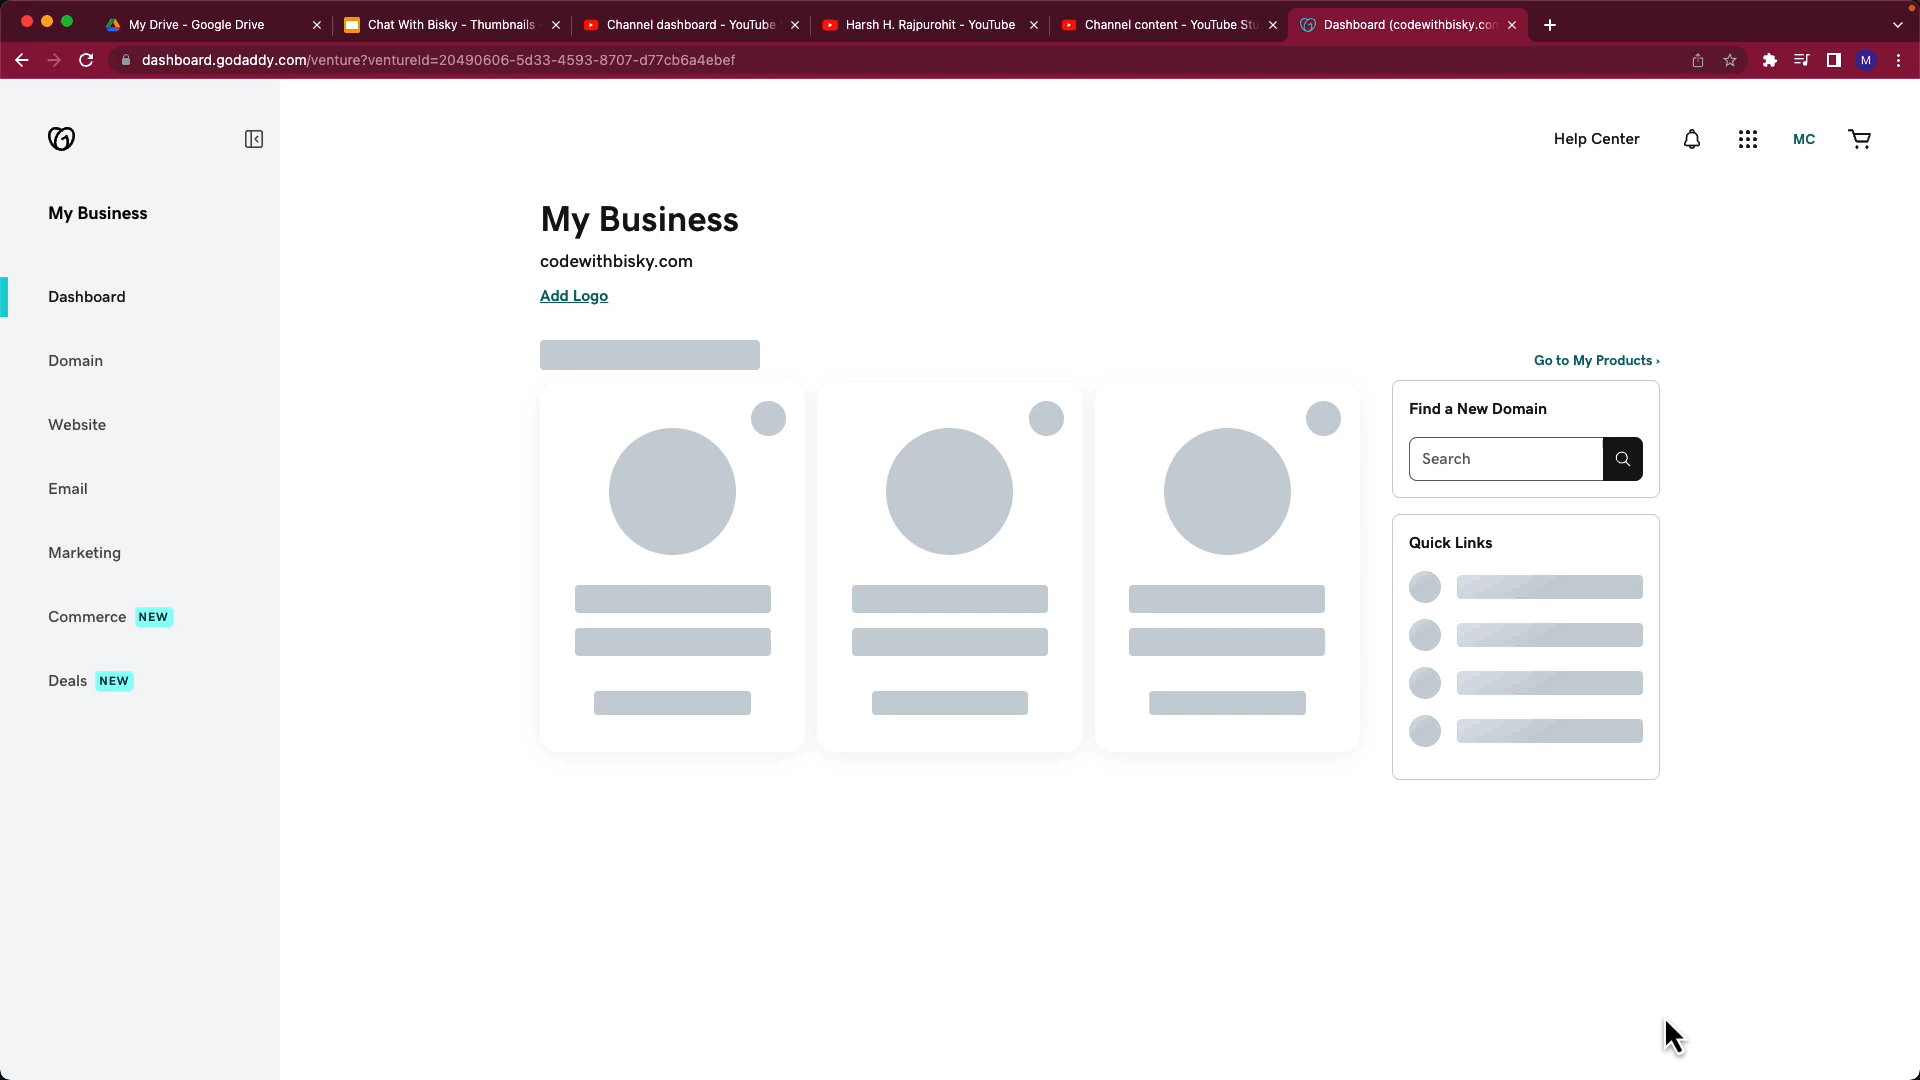 My Drive - Google Drive
Chat With Bisky - Thumbnails
Channel dashboard - YouTube
Harsh H. Rajpurohit - YouTube
Channel content - YouTube Stu
Dashboard (codewithbisky.com
dashboard.godaddy.com/venture?ventureId=20490606-5d33-4593-8707-d77cb6a4ebef
M
Help Center
MC
My Business
Dashboard
Domain
Website
Email
Marketing
Commerce NEW
Deals NEW
My Business
codewithbisky.com
Add Logo
Go to My Products ›
Find a New Domain
Search
Quick Links